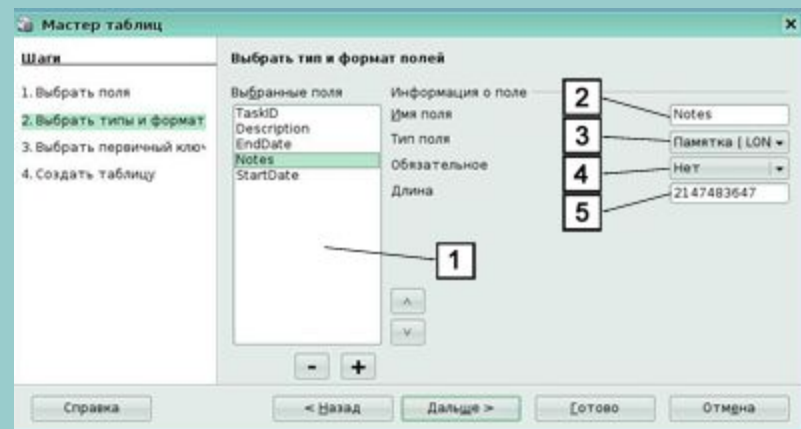 Мастер таблиц
Шаги
1. Выбрать поля
2. Выбрать типы и формат
3. Выбрать первичный ключ
4. Создать таблицу
Выбрать тип и формат полей
Выбранные поля
TaskID
Description
EndDate
Notes
StartDate
- +
Информация о поле
Имя поля 2 Notes
Тип поля 3 Памятка [ LON
Обязательное 4 Нет
Длина 5 2147483647
1
Справка < Назад Дальше > Готово Отмена